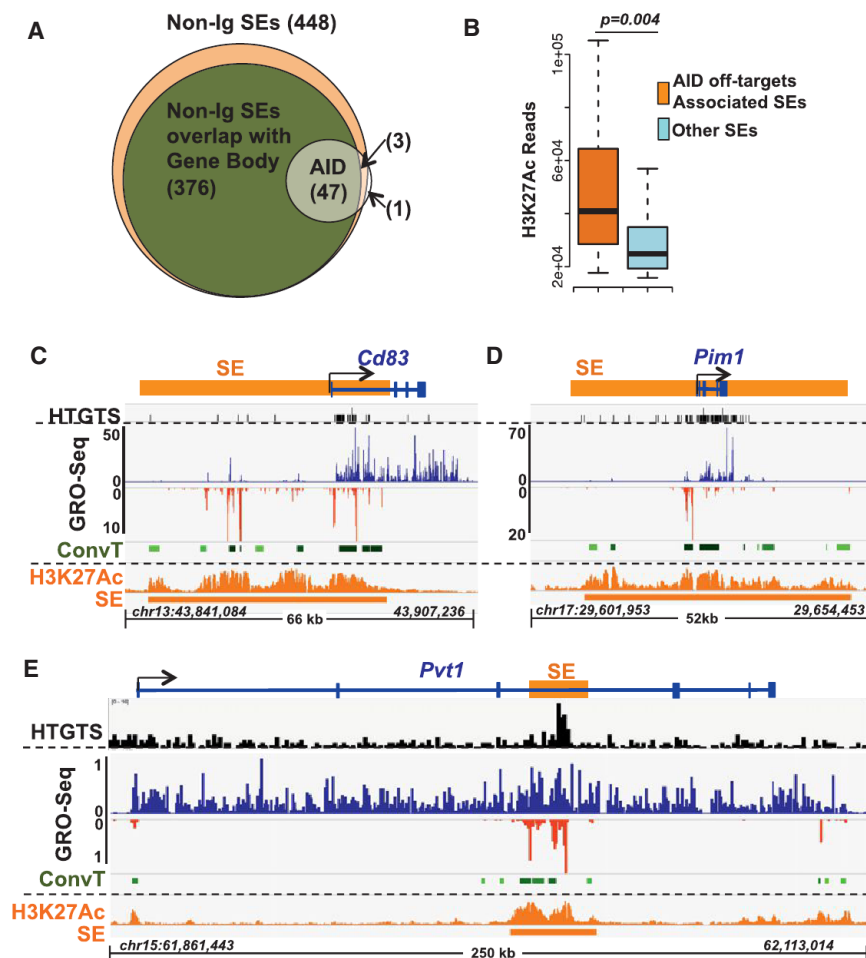 A
Non-Ig SEs (448)
Non-Ig SEs
overlap with
Gene Body
(376)
AID
(47)
(3)
(1)
B
p=0.004
H3K27Ac Reads
2e+04
6e+04
1e+05
AID off-targets
Associated SEs
Other SEs
C
SE
Cd83
HTGTS
GRO-Seq
50
0
0
10
ConvT
H3K27Ac
SE
chr13:43,841,084
43,907,236
66 kb
D
SE
Pim1
70
0
0
20
chr17:29,601,953
29,654,453
52kb
E
Pvt1
SE
HTGTS
GRO-Seq
1
0
0
1
ConvT
H3K27Ac
SE
chr15:61,861,443
62,113,014
250 kb